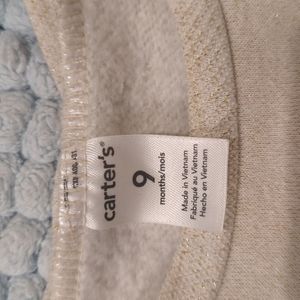 carter's®
9
months/mois
Made in Vietnam
Fabriqué au Vietnam
Hecho en Vietnam